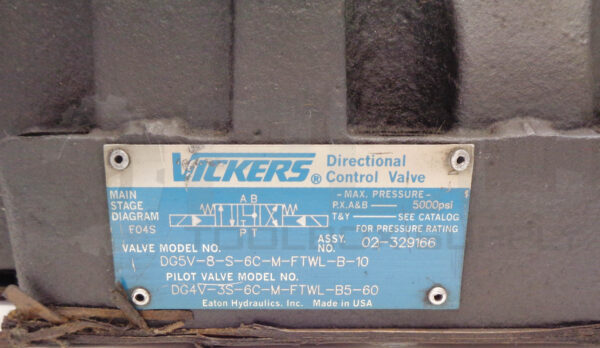 VICKERS® Directional Control Valve
MAIN STAGE DIAGRAM
F04S
A B
P T
— MAX. PRESSURE —
P.X.A&B — 5000psi
T&Y — SEE CATALOG
FOR PRESSURE RATING
VALVE MODEL NO.
ASSY. NO. 02-329166
DG5V-8-S-6C-M-FTWL-B-10
PILOT VALVE MODEL NO.
DG4V-3S-6C-M-FTWL-B5-60
Eaton Hydraulics. Inc. Made in USA